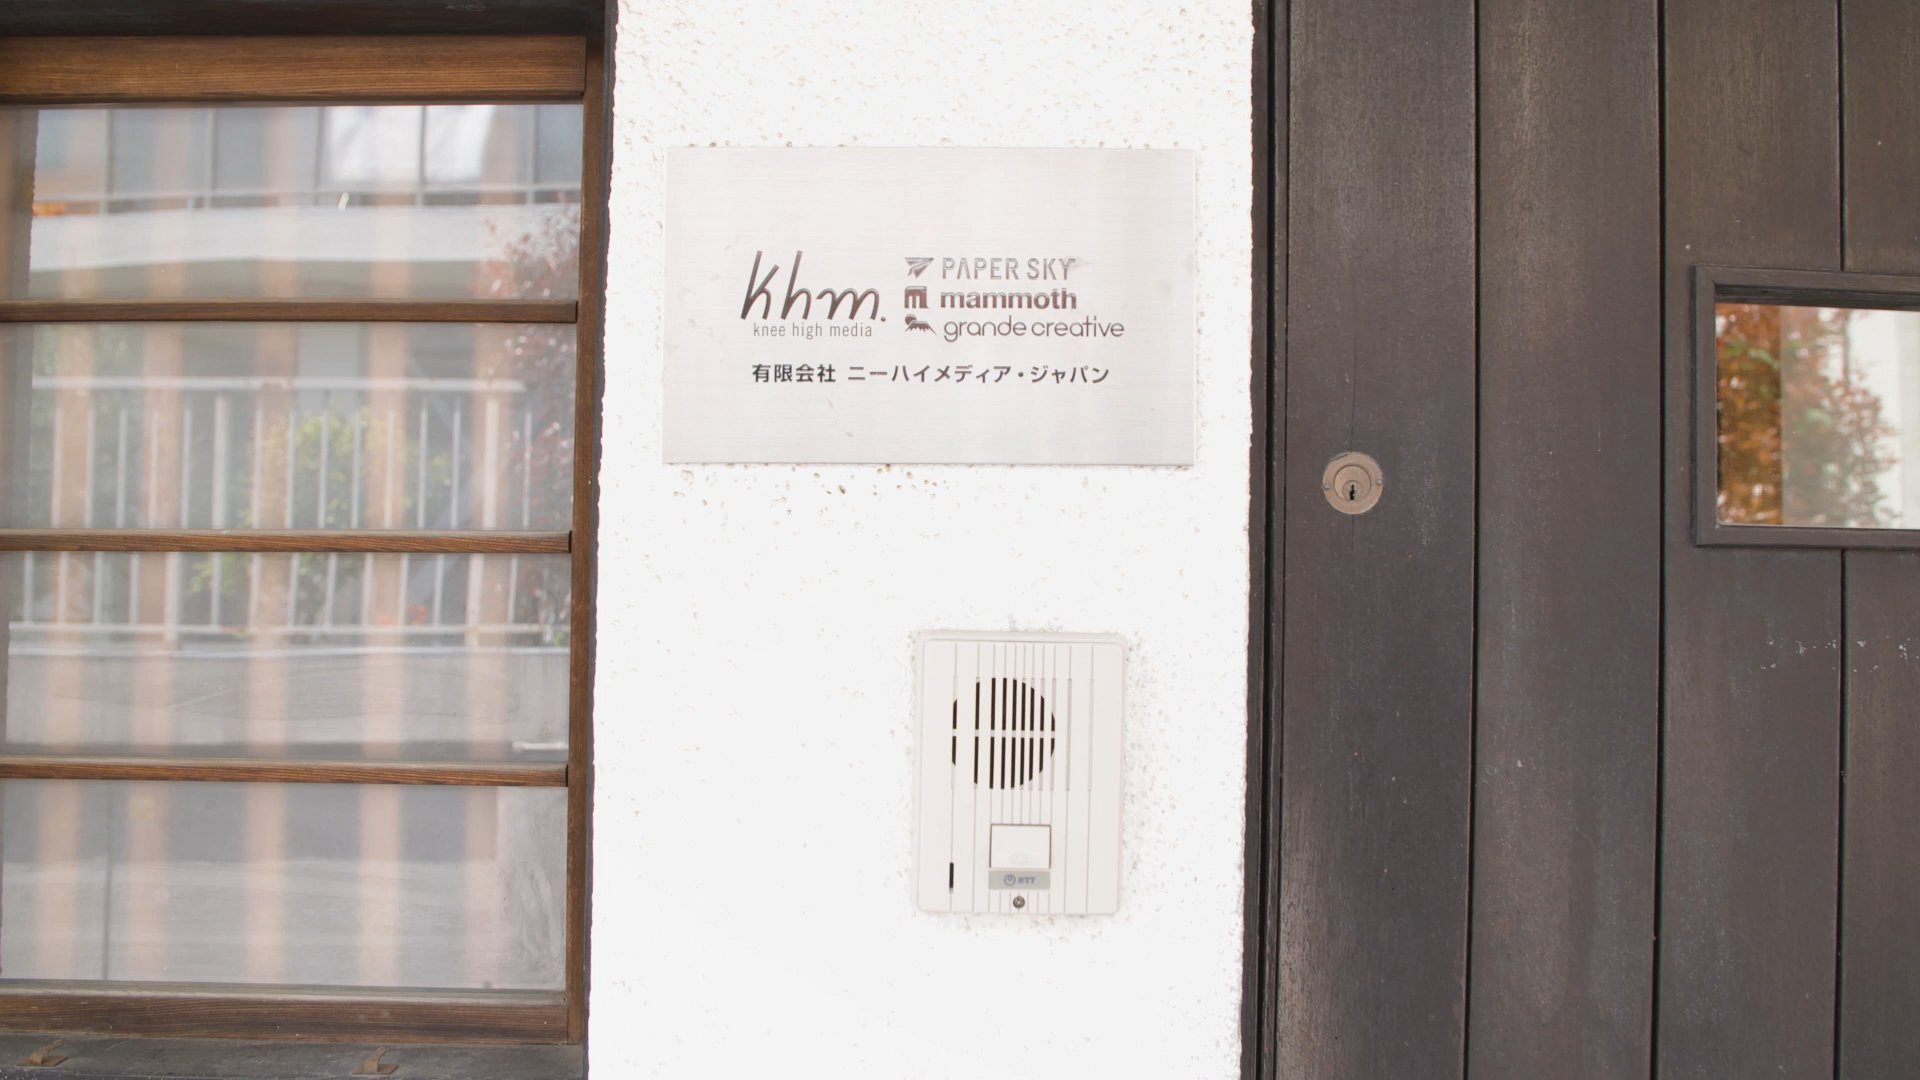 khm.
knee high media
PAPER SKY
mammoth
grande creative
有限会社 ニーハイメディア・ジャパン
NTT